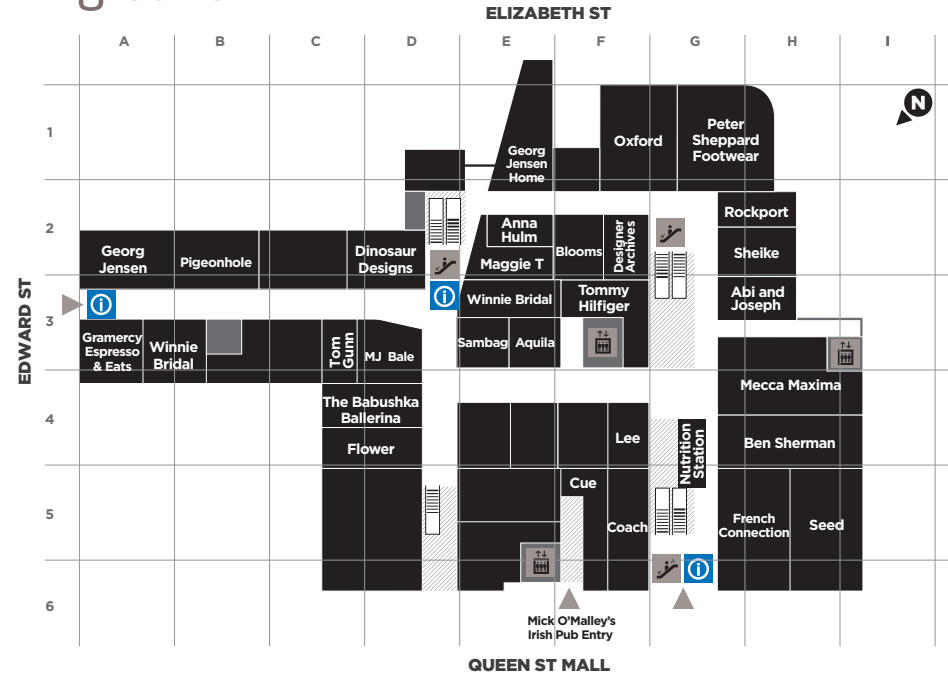 ELIZABETH ST
A B C D E F G H I
1
Georg
Jensen
Home
Oxford
Peter
Sheppard
Footwear
N
2
Georg
Jensen
Pigeonhole
Dinosaur
Designs
Anna
Hulm
Maggie T
Blooms
Designer
Archives
Rockport
Sheike
EDWARD ST
3
i
i
Winnie Bridal
Tommy
Hilfiger
Abi and
Joseph
Gramercy
Espresso
& Eats
Winnie
Bridal
Tom
Gunn
MJ Bale
Sambag
Aquila
Mecca Maxima
4
The Babushka
Ballerina
Flower
Lee
Nutrition
Station
Ben Sherman
5
Cue
Coach
French
Connection
Seed
6
i
Mick O'Malley's
Irish Pub Entry
QUEEN ST MALL